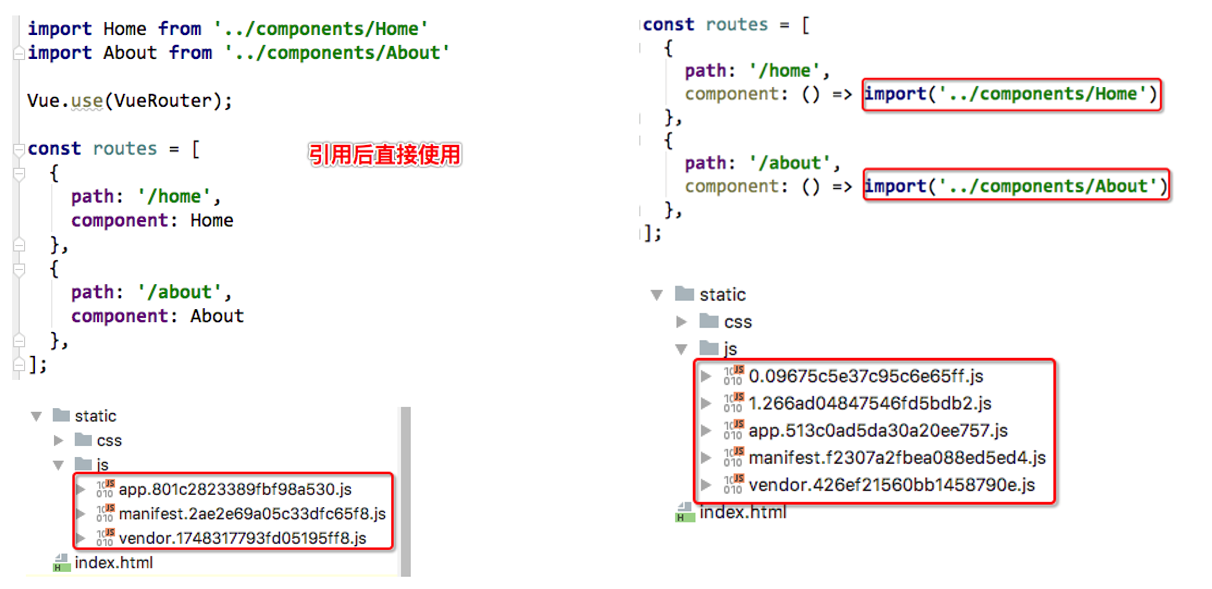 import Home from '../components/Home'
import About from '../components/About'
Vue.use(VueRouter);
const routes = [
{
path: '/home',
component: Home
},
{
path: '/about',
component: About
},
];
引用后直接使用
static
css
js
app.801c2823389fbf98a530.js
manifest.2ae2e69a05c33dfc65f8.js
vendor.1748317793fd05195ff8.js
index.html
const routes = [
{
path: '/home',
component: () => import('../components/Home')
},
{
path: '/about',
component: () => import('../components/About')
},
];
static
css
js
0.09675c5e37c95c6e65ff.js
1.266ad04847546fd5bdb2.js
app.513c0ad5da30a20ee757.js
manifest.f2307a2fbea088ed5ed4.js
vendor.426ef21560bb1458790e.js
index.html